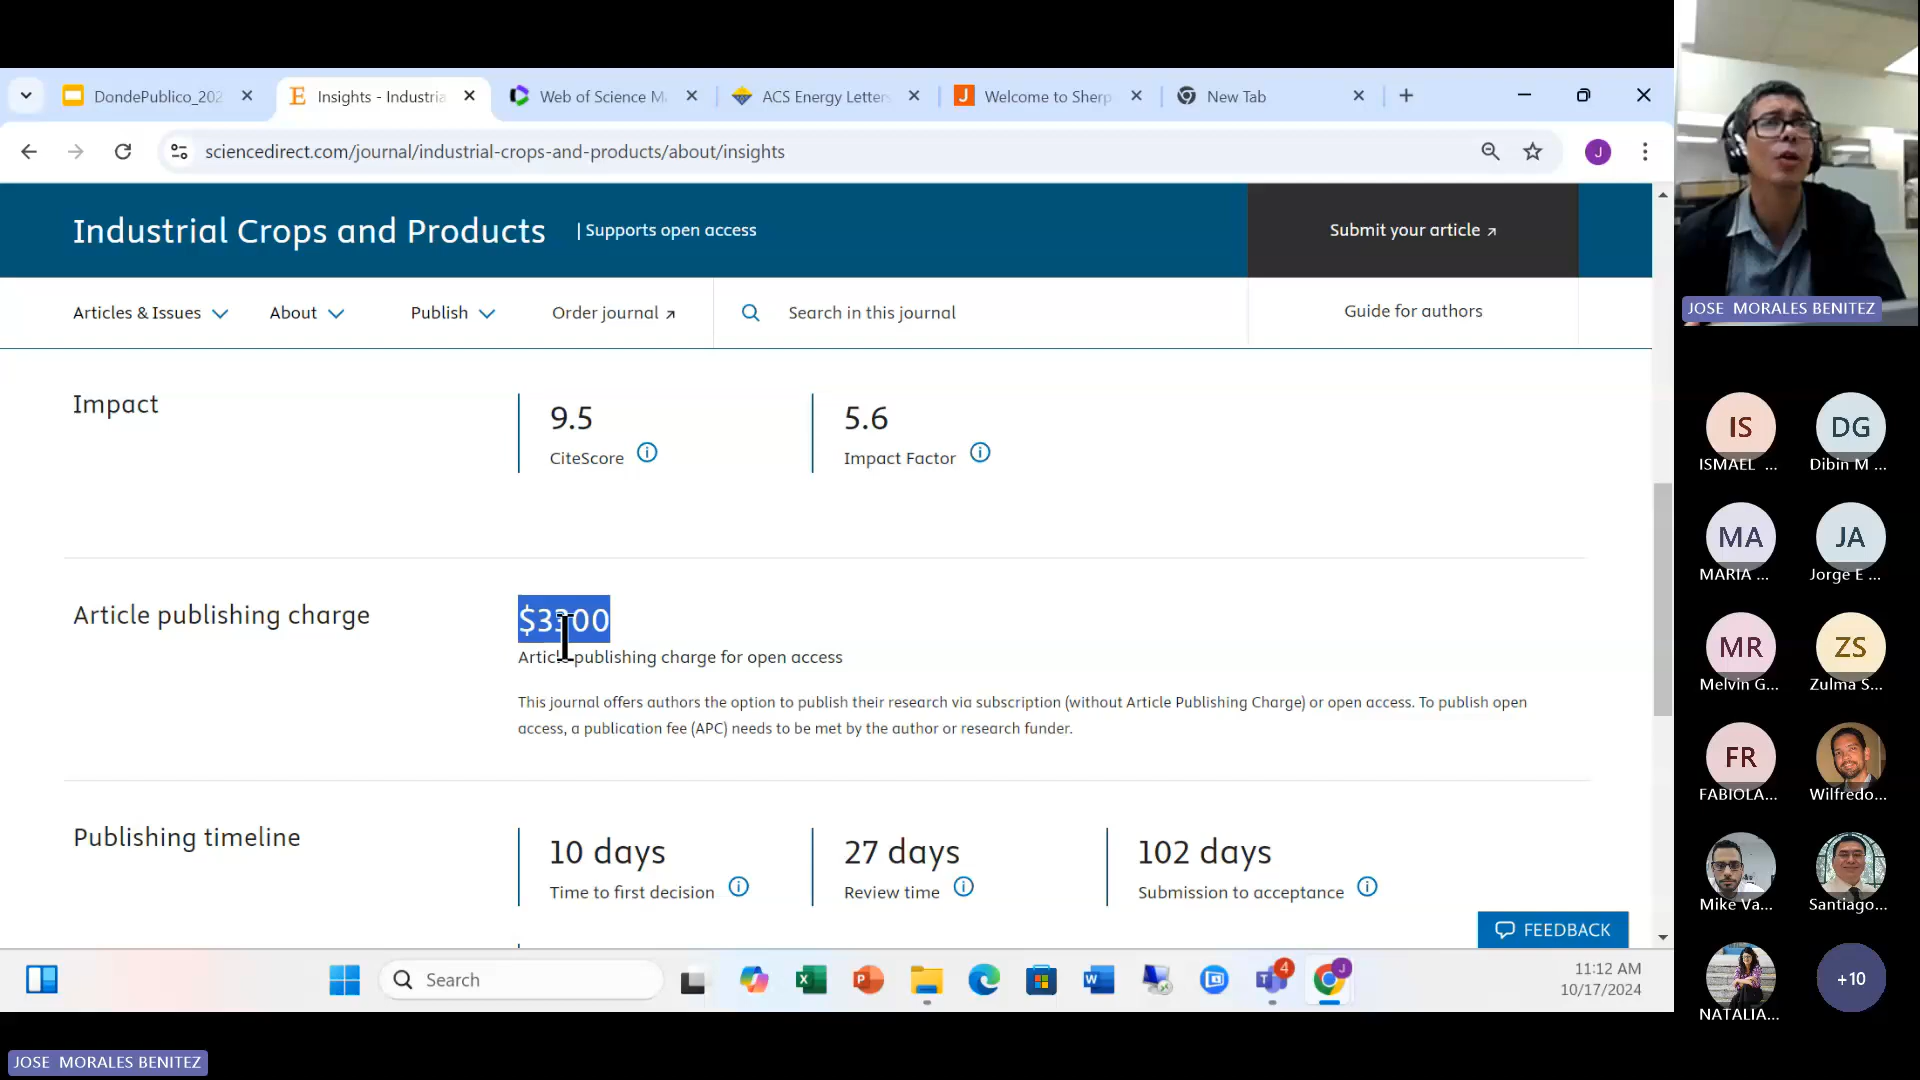 DondePublico_202
Insights - Industria
Web of Science M
ACS Energy Letters
Welcome to Sherp
New Tab
sciencedirect.com/journal/industrial-crops-and-products/about/insights
J
Industrial Crops and Products
| Supports open access
Submit your article ↗
Articles & Issues
About
Publish
Order journal ↗
Search in this journal
Guide for authors
Impact
9.5
CiteScore
5.6
Impact Factor
Article publishing charge
$3300
Article publishing charge for open access
This journal offers authors the option to publish their research via subscription (without Article Publishing Charge) or open access. To publish open
access, a publication fee (APC) needs to be met by the author or research funder.
Publishing timeline
10 days
Time to first decision
27 days
Review time
102 days
Submission to acceptance
FEEDBACK
Search
4
J
11:12 AM
10/17/2024
JOSE MORALES BENITEZ
JOSE MORALES BENITEZ
IS
ISMAEL ...
DG
Dibin M ...
MA
MARIA ...
JA
Jorge E ...
MR
Melvin G...
ZS
Zulma S...
FR
FABIOLA...
Wilfredo...
Mike Va...
Santiago...
NATALIA...
+10